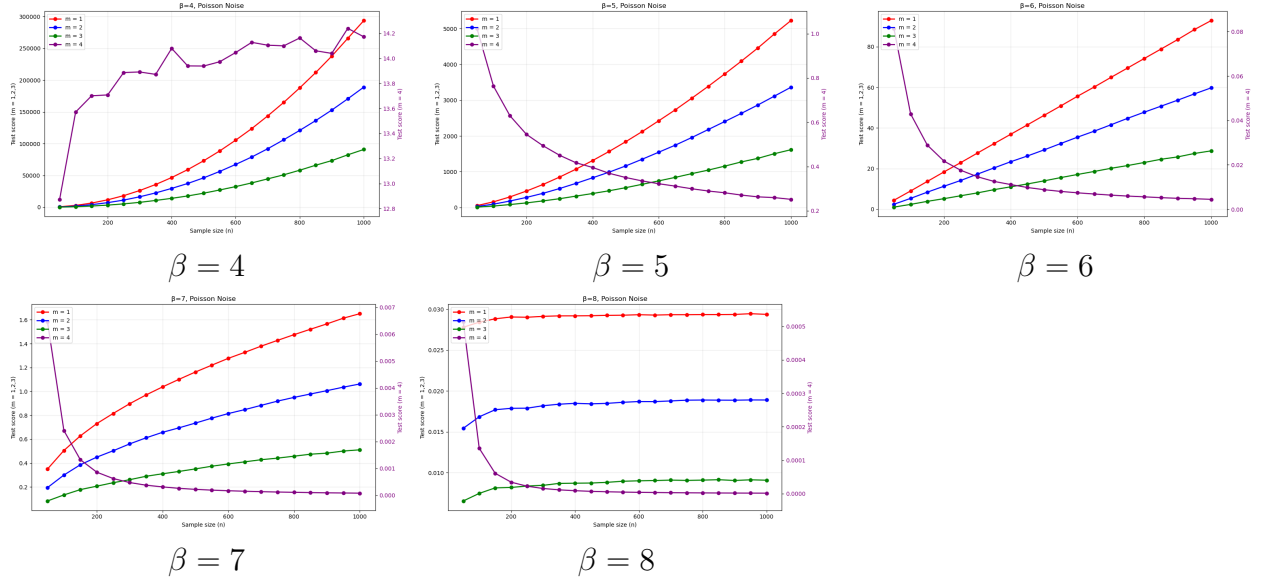 β=4, Poisson Noise
m = 1
m = 2
m = 3
m = 4
Test score (m = 1,2,3)
300000
250000
200000
150000
100000
50000
0
200
400
600
800
1000
Sample size (n)
14.2
14.0
13.8
13.6
13.4
13.2
13.0
12.8
Test score (m = 4)
β = 4
β=5, Poisson Noise
m = 1
m = 2
m = 3
m = 4
Test score (m = 1,2,3)
5000
4000
3000
2000
1000
0
200
400
600
800
1000
Sample size (n)
1.0
0.8
0.6
0.4
0.2
Test score (m = 4)
β = 5
β=6, Poisson Noise
m = 1
m = 2
m = 3
m = 4
Test score (m = 1,2,3)
80
60
40
20
0
200
400
600
800
1000
Sample size (n)
0.08
0.06
0.04
0.02
0.00
Test score (m = 4)
β = 6
β=7, Poisson Noise
m = 1
m = 2
m = 3
m = 4
Test score (m = 1,2,3)
1.6
1.4
1.2
1.0
0.8
0.6
0.4
0.2
200
400
600
800
1000
Sample size (n)
0.007
0.006
0.005
0.004
0.003
0.002
0.001
0.000
Test score (m = 4)
β = 7
β=8, Poisson Noise
m = 1
m = 2
m = 3
m = 4
Test score (m = 1,2,3)
0.030
0.025
0.020
0.015
0.010
200
400
600
800
1000
Sample size (n)
0.0005
0.0004
0.0003
0.0002
0.0001
0.0000
Test score (m = 4)
β = 8